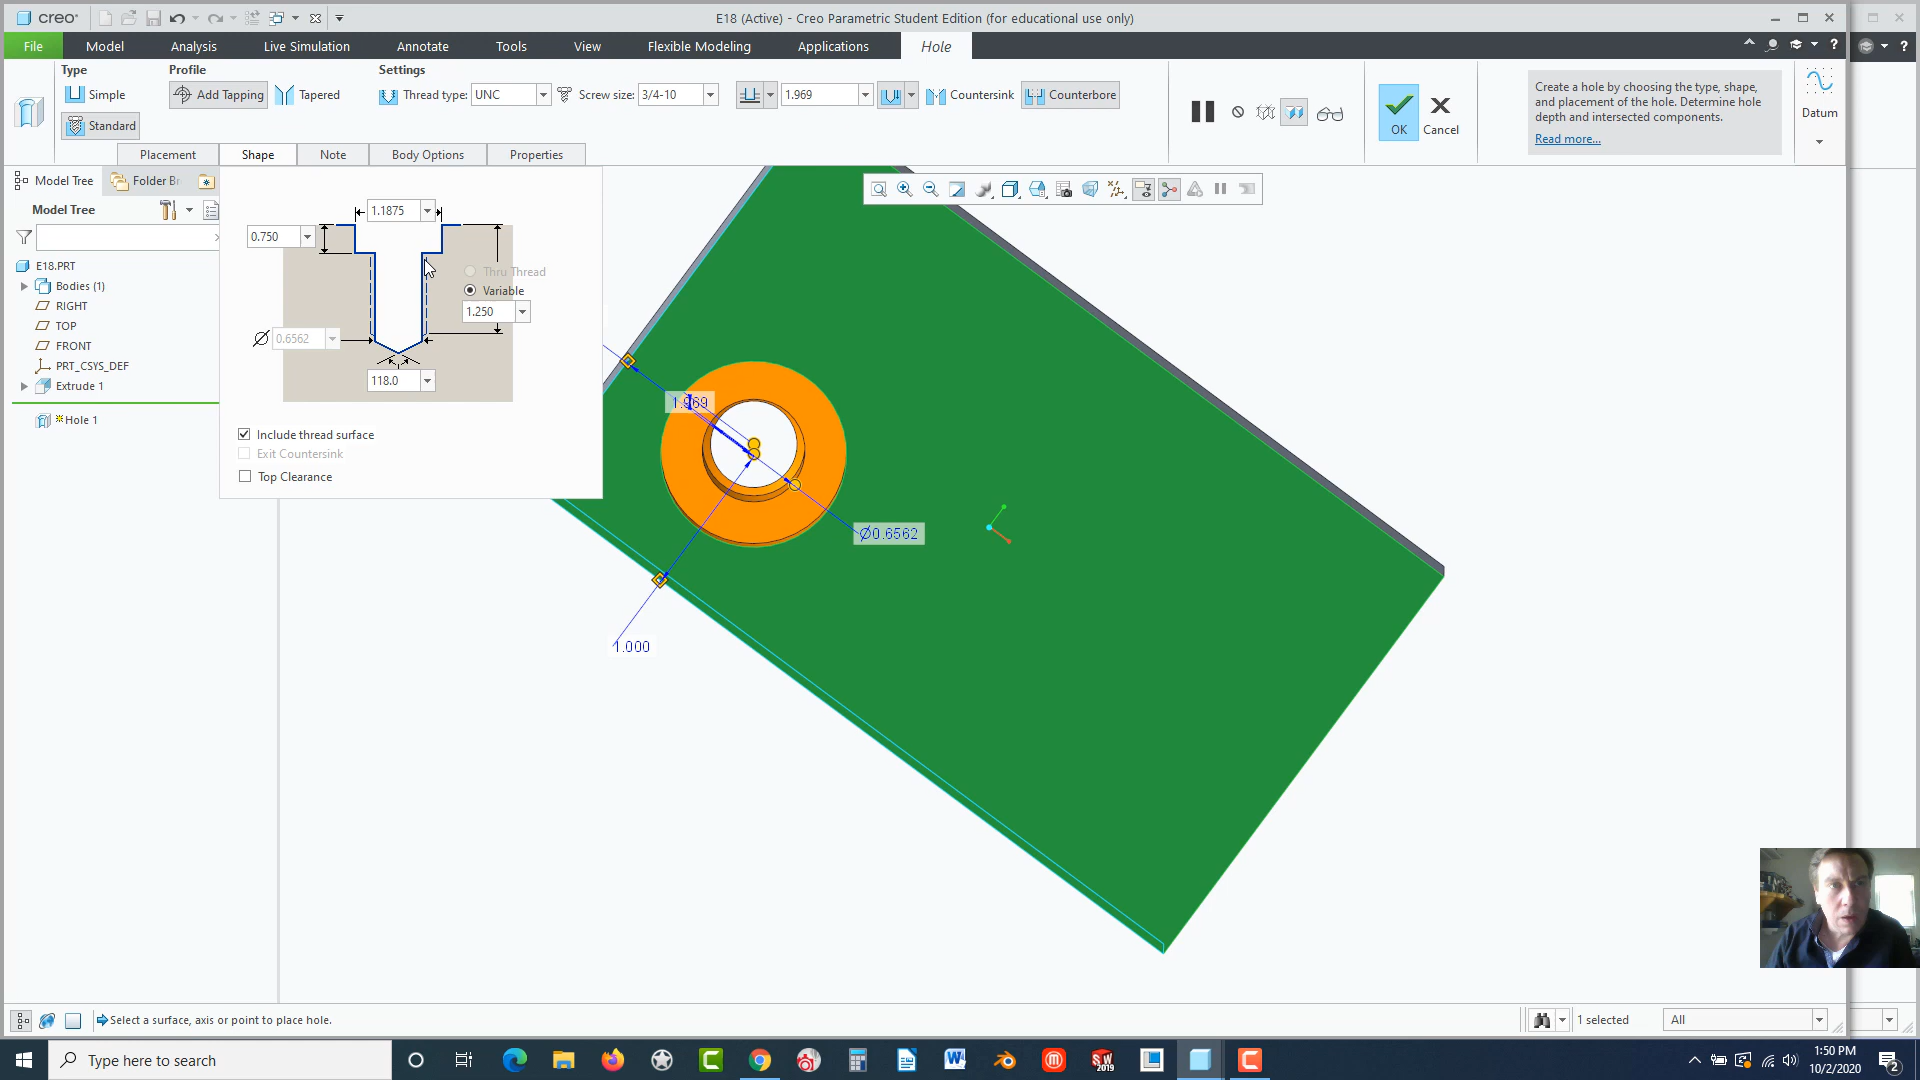 creo
E18 (Active) - Creo Parametric Student Edition (for educational use only)
File Model Analysis Live Simulation Annotate Tools View Flexible Modeling Applications Hole
Type Profile Settings
Simple Add Tapping Tapered Thread type: UNC Screw size: 3/4-10 1.969 Countersink Counterbore
Standard
OK Cancel
Create a hole by choosing the type, shape,
and placement of the hole. Determine hole
depth and intersected components.
Read more...
Datum
Placement Shape Note Body Options Properties
Model Tree Folder Br
Model Tree
E18.PRT
Bodies (1)
RIGHT
TOP
FRONT
PRT_CSYS_DEF
Extrude 1
Hole 1
1.1875
0.750
Thru Thread
Variable
1.250
0.6562
118.0
Include thread surface
Exit Countersink
Top Clearance
1.969
Ø0.6562
1.000
Select a surface, axis or point to place hole.
1 selected
All
Type here to search
SW
2019
1:50 PM
10/2/2020
2